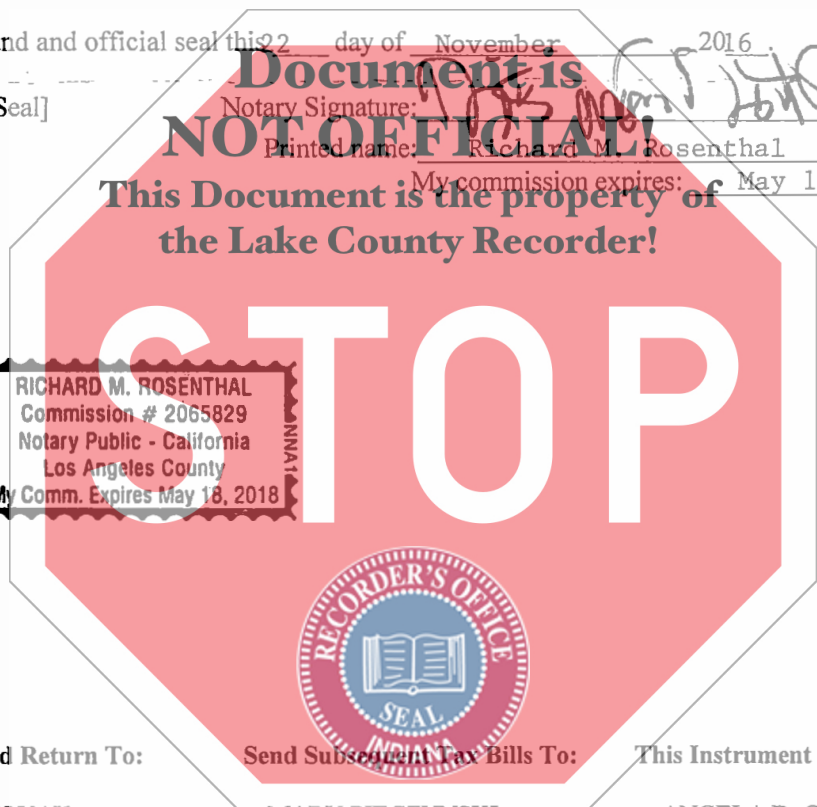 nd and official seal this 22 day of November 2016
Document is
Seal] Notary Signature:
NOT OFFICIAL!
Printed name: Richard M. Rosenthal
My commission expires: May 1
This Document is the property of
the Lake County Recorder!
STOP
RICHARD M. ROSENTHAL
Commission # 2065829
Notary Public - California
Los Angeles County
My Comm. Expires May 18, 2018
NNA1
RECORDER'S OFFICE
SEAL
INDIANA
d Return To: Send Subsequent Tax Bills To: This Instrument